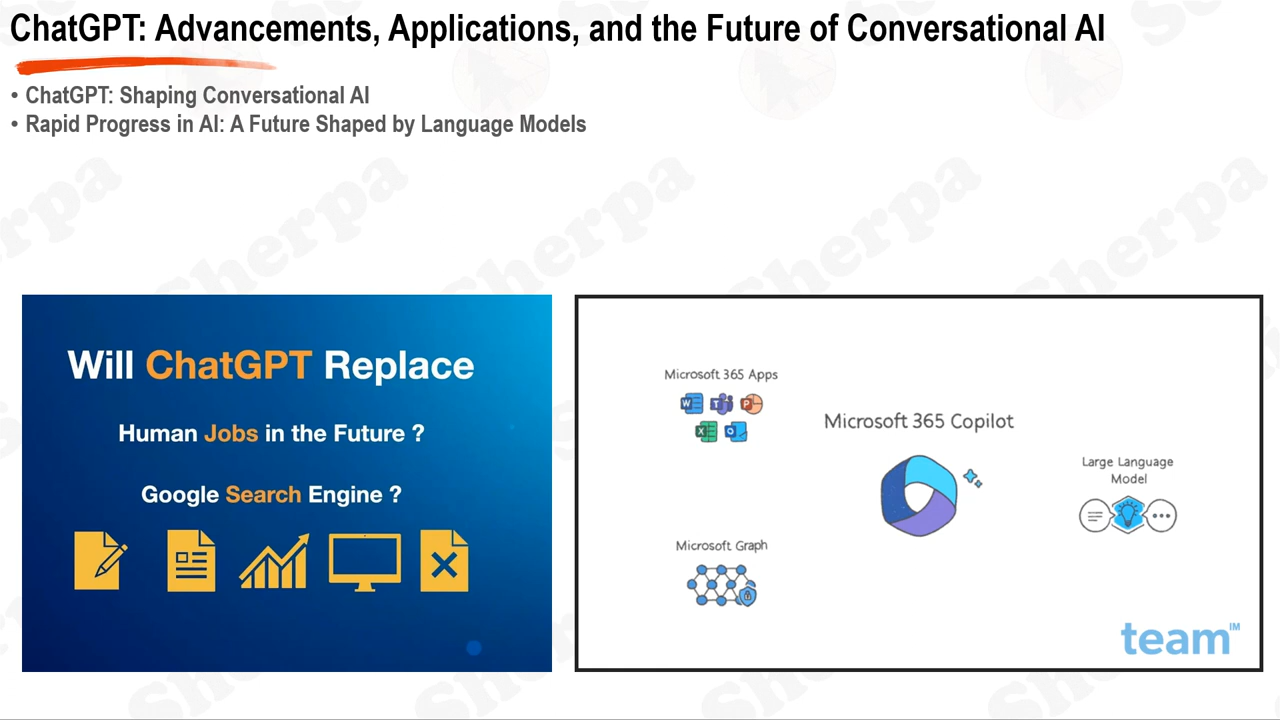 ChatGPT: Advancements, Applications, and the Future of Conversational AI
• ChatGPT: Shaping Conversational AI
• Rapid Progress in AI: A Future Shaped by Language Models
Sherpa
Will ChatGPT Replace
Human Jobs in the Future ?
Google Search Engine ?
Microsoft 365 Apps
Microsoft 365 Copilot
Large Language
Model
Microsoft Graph
team IM